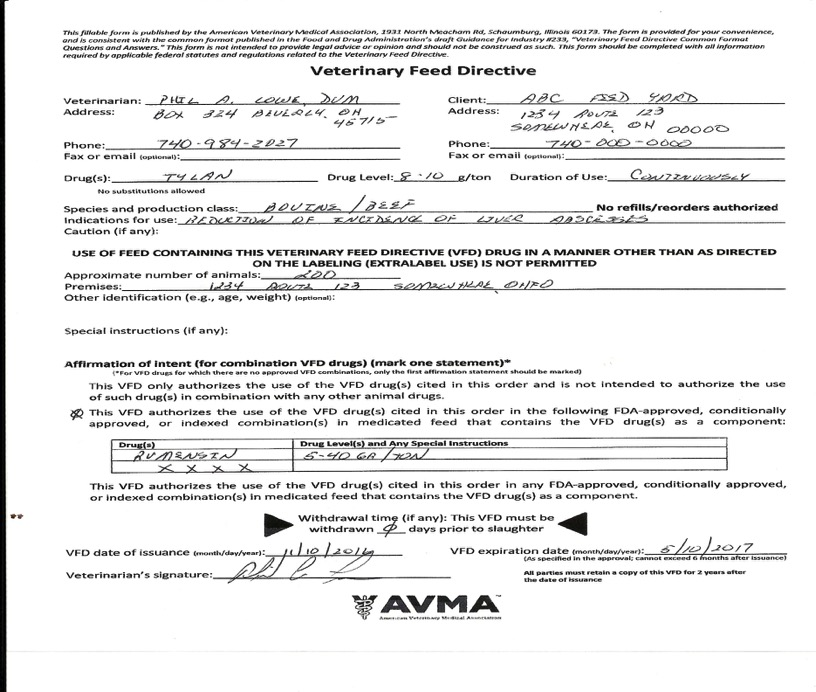 This fillable form is published by the American Veterinary Medical Association, 1931 North Meacham Rd, Schaumburg, Illinois 60173. The form is provided for your convenience,
and is consistent with the common format published in the Food and Drug Administration's draft Guidance for Industry #233, "Veterinary Feed Directive Common Format
Questions and Answers." This form is not intended to provide legal advice or opinion and should not be construed as such. This form should be completed with all information
required by applicable federal statutes and regulations related to the Veterinary Feed Directive.
Veterinary Feed Directive
Veterinarian: PHIL A. LOWE, DVM Client: ABC FEED YARD
Address: BOX 324 BEVERLY, OH 45715 Address: 1234 ROUTE 123
SOMEWHERE, OH 00000
Phone: 740-984-2027 Phone: 740-000-0000
Fax or email (optional): Fax or email (optional):
Drug(s): TYLAN Drug Level: 8-10 g/ton Duration of Use: CONTINUOUSLY
No substitutions allowed
Species and production class: BOVINE / BEEF No refills/reorders authorized
Indications for use: REDUCTION OF INCIDENCE OF LIVER ABSCESSES
Caution (if any):
USE OF FEED CONTAINING THIS VETERINARY FEED DIRECTIVE (VFD) DRUG IN A MANNER OTHER THAN AS DIRECTED
ON THE LABELING (EXTRALABEL USE) IS NOT PERMITTED
Approximate number of animals: 200
Premises: 1234 ROUTE 123 SOMEWHERE, OHIO
Other identification (e.g., age, weight) (optional):
Special instructions (if any):
Affirmation of intent (for combination VFD drugs) (mark one statement)*
(*For VFD drugs for which there are no approved VFD combinations, only the first affirmation statement should be marked)
This VFD only authorizes the use of the VFD drug(s) cited in this order and is not intended to authorize the use
of such drug(s) in combination with any other animal drugs.
This VFD authorizes the use of the VFD drug(s) cited in this order in the following FDA-approved, conditionally
approved, or indexed combination(s) in medicated feed that contains the VFD drug(s) as a component:
Drug(s) Drug Level(s) and Any Special Instructions
RUMENSIN 5-40 GR/TON
X X X X
This VFD authorizes the use of the VFD drug(s) cited in this order in any FDA-approved, conditionally approved,
or indexed combination(s) in medicated feed that contains the VFD drug(s) as a component.
Withdrawal time (if any): This VFD must be
withdrawn 0 days prior to slaughter
VFD date of issuance (month/day/year): 11/10/2016 VFD expiration date (month/day/year): 5/10/2017
(As specified in the approval; cannot exceed 6 months after issuance)
Veterinarian's signature: All parties must retain a copy of this VFD for 2 years after
the date of issuance
AVMA
American Veterinary Medical Association